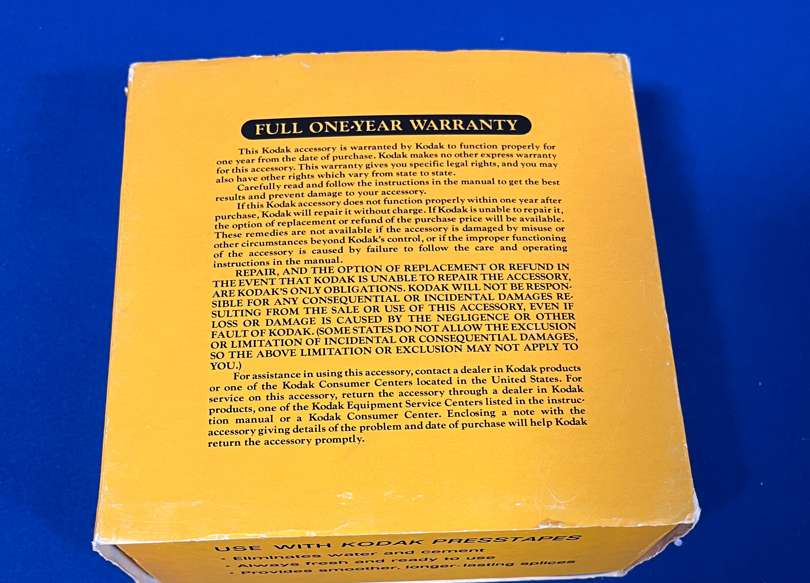 FULL ONE-YEAR WARRANTY
This Kodak accessory is warranted by Kodak to function properly for
one year from the date of purchase. Kodak makes no other express warranty
for this accessory. This warranty gives you specific legal rights, and you may
also have other rights which vary from state to state.
Carefully read and follow the instructions in the manual to get the best
results and prevent damage to your accessory.
If this Kodak accessory does not function properly within one year after
purchase, Kodak will repair it without charge. If Kodak is unable to repair it,
the option of replacement or refund of the purchase price will be available.
These remedies are not available if the accessory is damaged by misuse or
other circumstances beyond Kodak's control, or if the improper functioning
of the accessory is caused by failure to follow the care and operating
instructions in the manual.
REPAIR, AND THE OPTION OF REPLACEMENT OR REFUND IN
THE EVENT THAT KODAK IS UNABLE TO REPAIR THE ACCESSORY,
ARE KODAK'S ONLY OBLIGATIONS. KODAK WILL NOT BE RESPON-
SIBLE FOR ANY CONSEQUENTIAL OR INCIDENTAL DAMAGES RE-
SULTING FROM THE SALE OR USE OF THIS ACCESSORY, EVEN IF
LOSS OR DAMAGE IS CAUSED BY THE NEGLIGENCE OR OTHER
FAULT OF KODAK. (SOME STATES DO NOT ALLOW THE EXCLUSION
OR LIMITATION OF INCIDENTAL OR CONSEQUENTIAL DAMAGES,
SO THE ABOVE LIMITATION OR EXCLUSION MAY NOT APPLY TO
YOU.)
For assistance in using this accessory, contact a dealer in Kodak products
or one of the Kodak Consumer Centers located in the United States. For
service on this accessory, return the accessory through a dealer in Kodak
products, one of the Kodak Equipment Service Centers listed in the instruc-
tion manual or a Kodak Consumer Center. Enclosing a note with the
accessory giving details of the problem and date of purchase will help Kodak
return the accessory promptly.
USE WITH KODAK PRESSTAPES
• Eliminates water and cement
• Always fresh and ready to use
• Provides smoother, longer-lasting splices